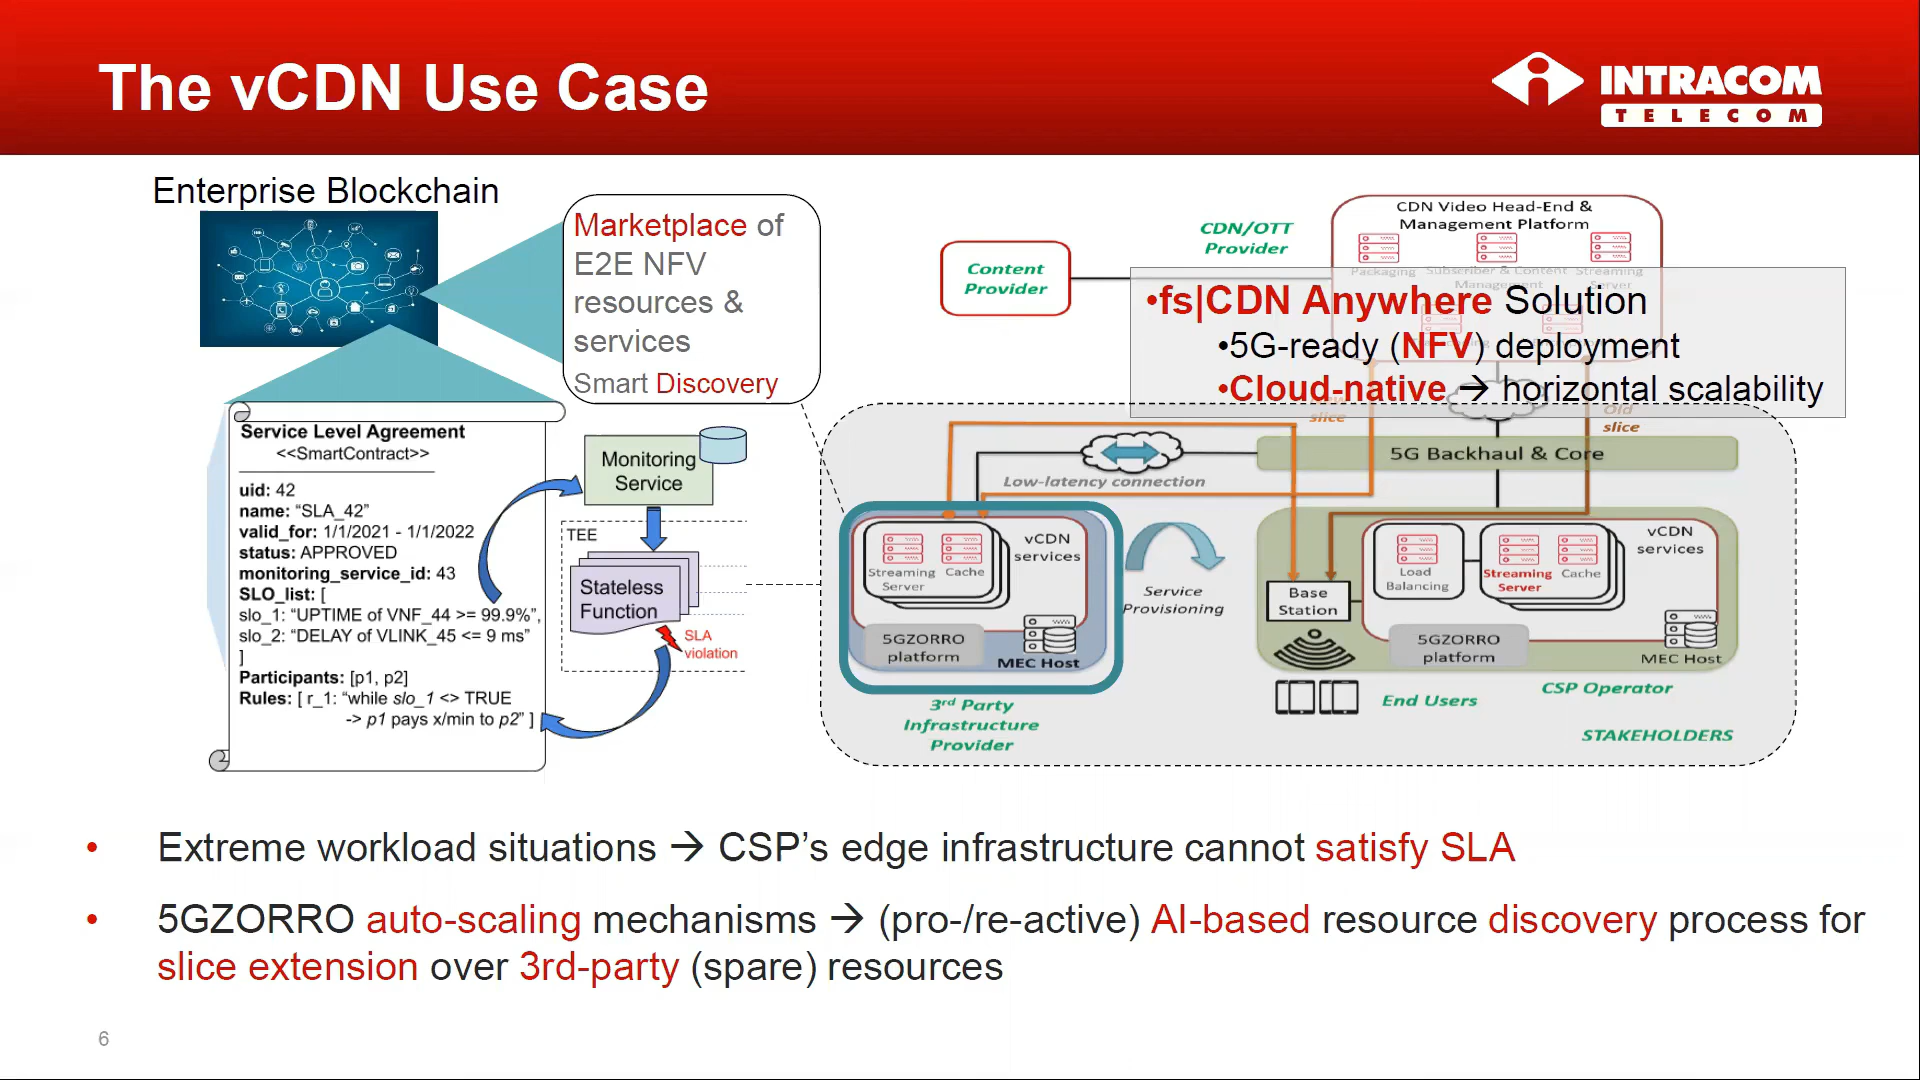 The vCDN Use Case
INTRACOM
TELECOM
Enterprise Blockchain
Marketplace of
E2E NFV
resources &
services
Smart Discovery
Service Level Agreement
<<SmartContract>>
uid: 42
name: “SLA_42”
valid_for: 1/1/2021 - 1/1/2022
status: APPROVED
monitoring_service_id: 43
SLO_list: [
slo_1: “UPTIME of VNF_44 >= 99.9%”,
slo_2: “DELAY of VLINK_45 <= 9 ms”
]
Participants: [p1, p2]
Rules: [ r_1: “while slo_1 <> TRUE
-> p1 pays x/min to p2” ]
Monitoring
Service
TEE
Stateless
Function
SLA
violation
Content
Provider
CDN/OTT
Provider
CDN Video Head-End &
Management Platform
Packaging
Subscriber & Content
Management
Streaming
Server
•fs|CDN Anywhere Solution
•5G-ready (NFV) deployment
•Cloud-native → horizontal scalability
slice
Old
slice
5G Backhaul & Core
Low-latency connection
vCDN
services
Streaming
Server
Cache
5GZORRO
platform
MEC Host
3rd Party
Infrastructure
Provider
Service
Provisioning
Base
Station
vCDN
services
Load
Balancing
Streaming
Server
Cache
5GZORRO
platform
MEC Host
End Users
CSP Operator
STAKEHOLDERS
• Extreme workload situations → CSP’s edge infrastructure cannot satisfy SLA
• 5GZORRO auto-scaling mechanisms → (pro-/re-active) AI-based resource discovery process for
slice extension over 3rd-party (spare) resources
6